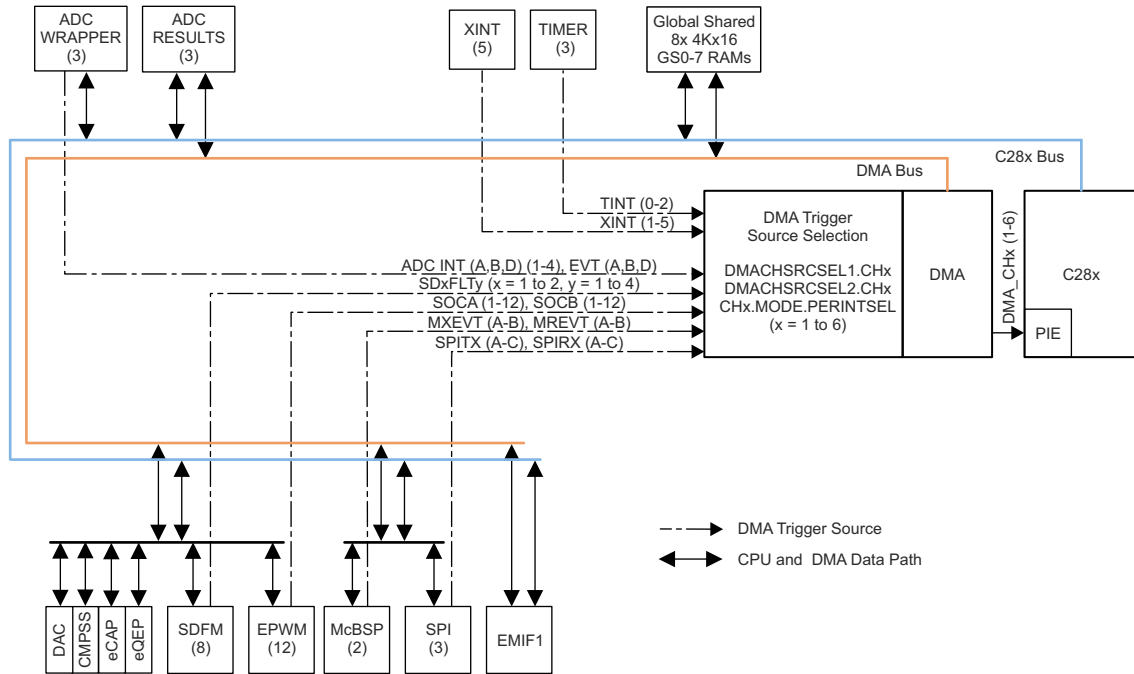 ADC
WRAPPER
(3)
ADC
RESULTS
(3)
XINT
(5)
TIMER
(3)
Global Shared
8x 4Kx16
GS0-7 RAMs
C28x Bus
DMA Bus
TINT (0-2)
XINT (1-5)
ADC INT (A,B,D) (1-4), EVT (A,B,D)
SDxFLTy (x = 1 to 2, y = 1 to 4)
SOCA (1-12), SOCB (1-12)
MXEVT (A-B), MREVT (A-B)
SPITX (A-C), SPIRX (A-C)
DMA Trigger
Source Selection
DMACHSRCSEL1.CHx
DMACHSRCSEL2.CHx
CHx.MODE.PERINTSEL
(x = 1 to 6)
DMA
DMA_CHx (1-6)
C28x
PIE
DMA Trigger Source
CPU and DMA Data Path
DAC
CMPSS
eCAP
eQEP
SDFM
(8)
EPWM
(12)
McBSP
(2)
SPI
(3)
EMIF1